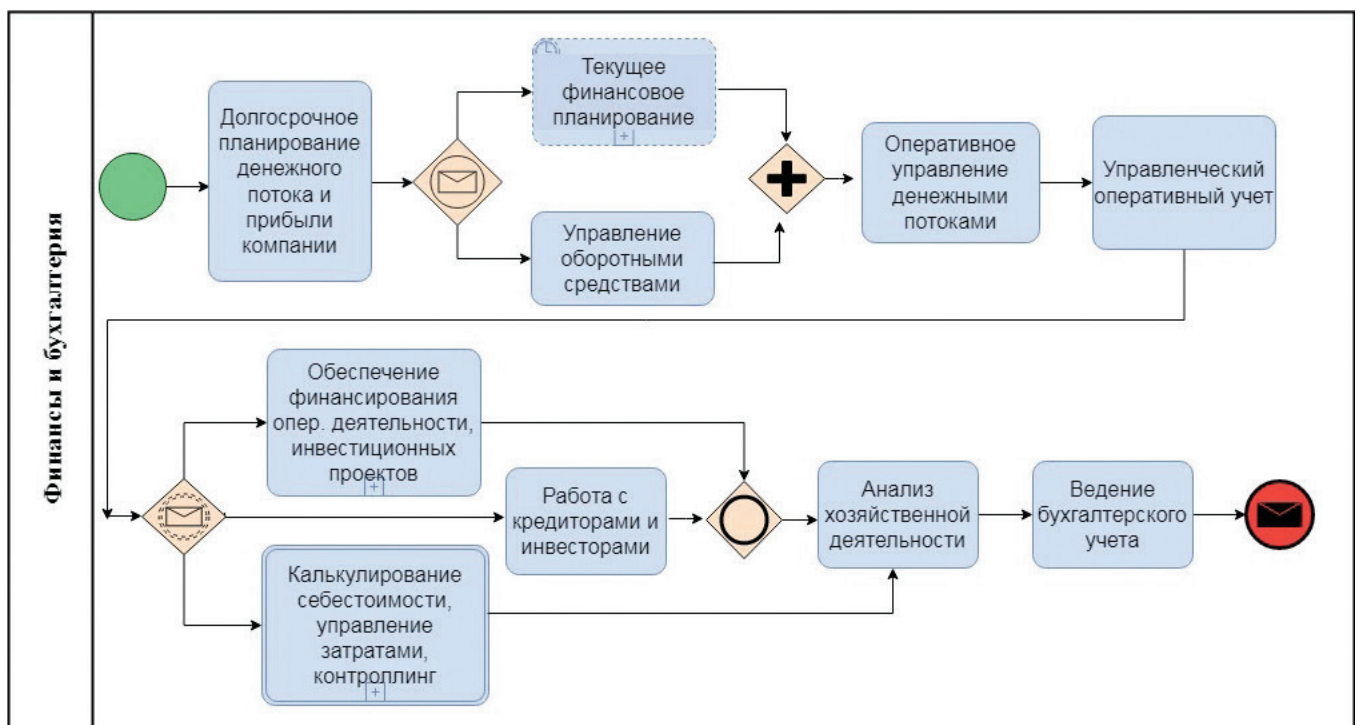 Финансы и бухгалтерия
Долгосрочное
планирование
денежного
потока и
прибыли
компании
Текущее
финансовое
планирование
Управление
оборотными
средствами
Оперативное
управление
денежными
потоками
Управленческий
оперативный учет
Обеспечение
финансирования
опер. деятельности,
инвестиционных
проектов
Работа с
кредиторами и
инвесторами
Калькулирование
себестоимости,
управление
затратами,
контроллинг
Анализ
хозяйственной
деятельности
Ведение
бухгалтерского
учета